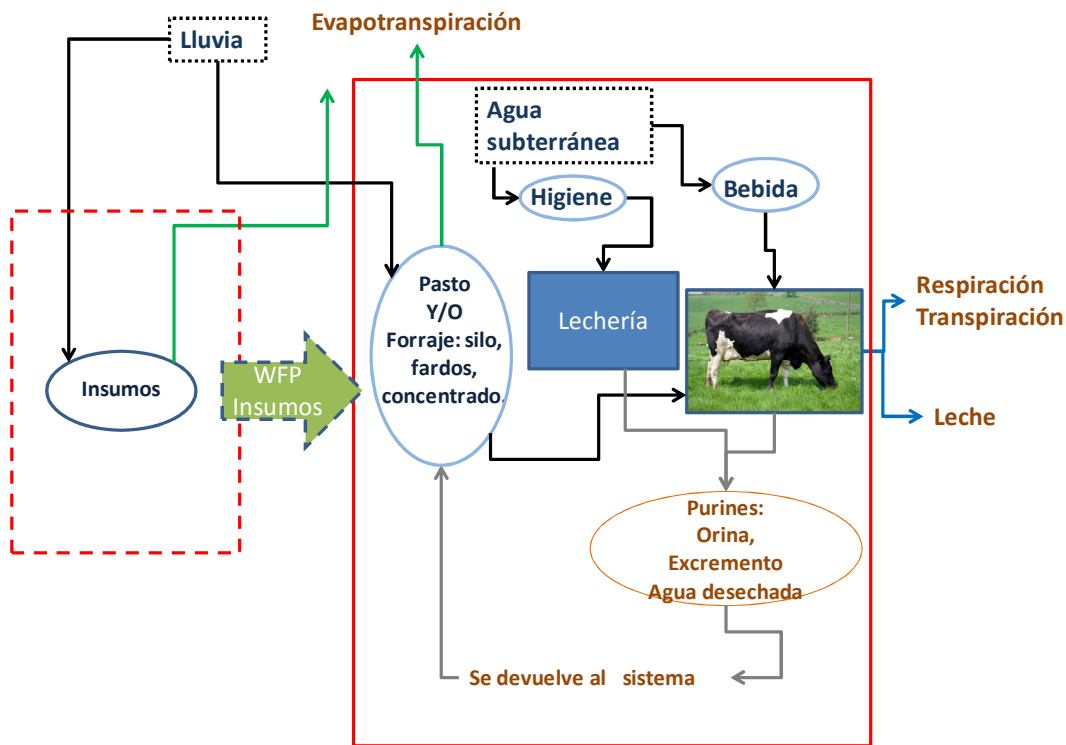 Evapotranspiración
Lluvia
Agua
subterránea
Higiene
Bebida
Pasto
Y/O
Forraje: silo,
fardos,
concentrado.
Lechería
Respiración
Transpiración
Insumos
WFP
Insumos
Leche
Purines:
Orina,
Excremento
Agua desechada
Se devuelve al sistema